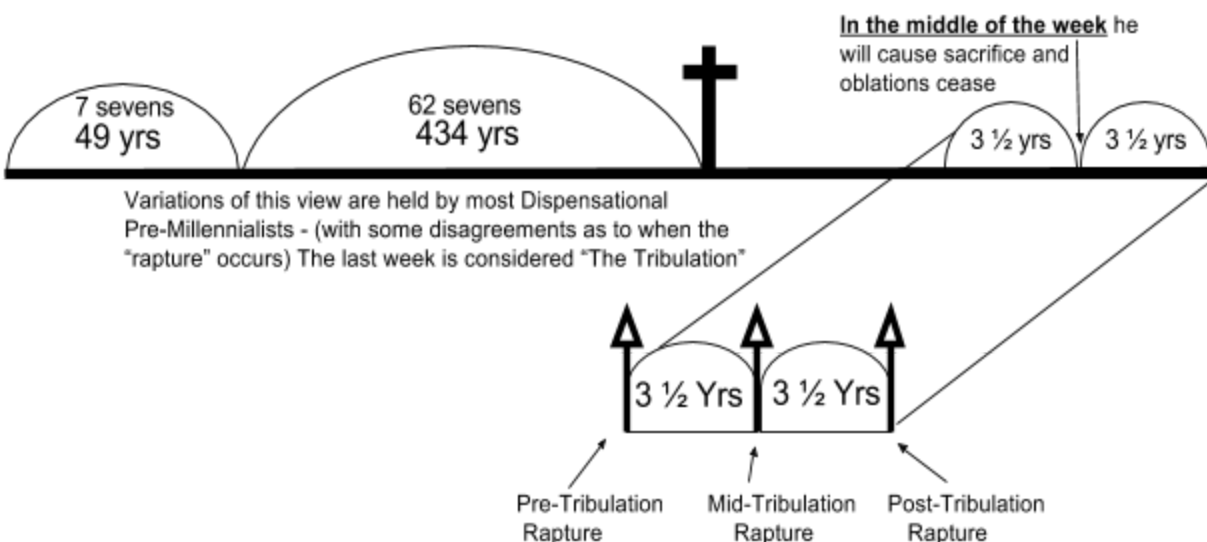 In the middle of the week he
will cause sacrifice and
oblations cease
7 sevens
49 yrs
62 sevens
434 yrs
3 ½ yrs
3 ½ yrs
Variations of this view are held by most Dispensational
Pre-Millennialists - (with some disagreements as to when the
“rapture” occurs) The last week is considered “The Tribulation”
3 ½ Yrs
3 ½ Yrs
Pre-Tribulation
Rapture
Mid-Tribulation
Rapture
Post-Tribulation
Rapture